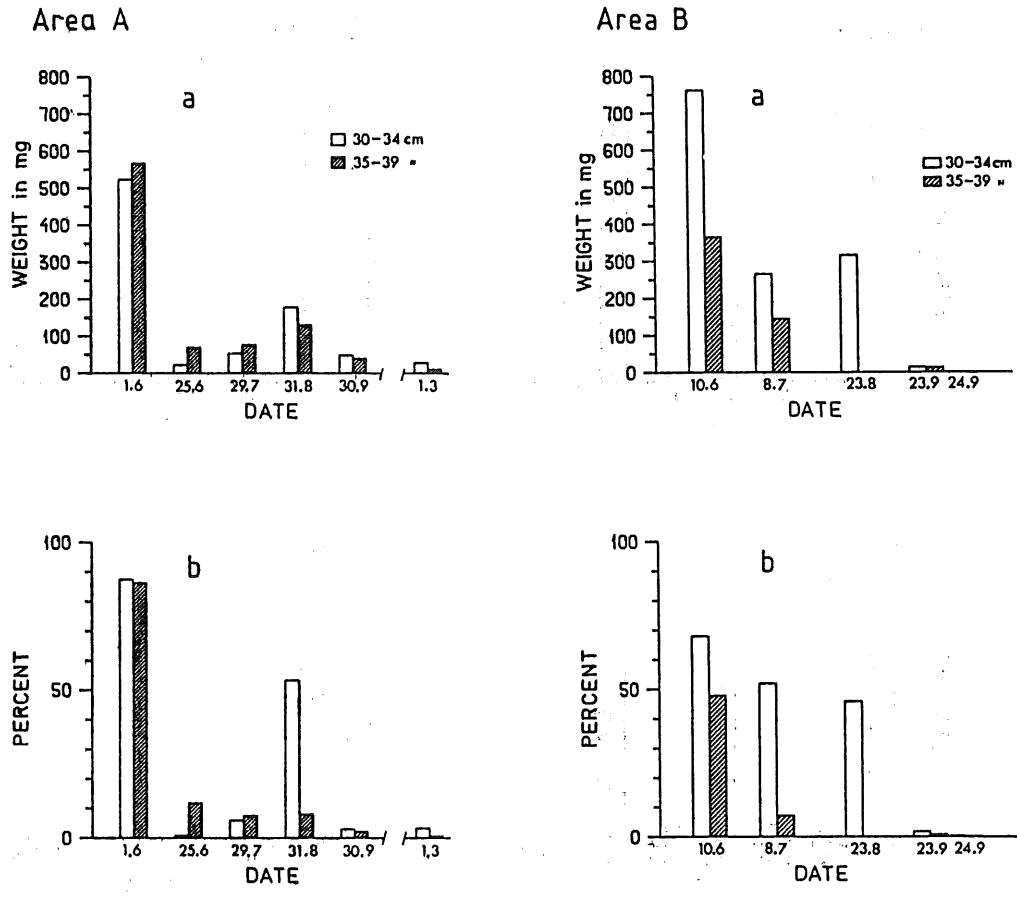 Area A
a
800
700
600
500
400
300
200
100
0
WEIGHT in mg
30-34 cm
35-39 "
1.6 25.6 29.7 31.8 30.9 1.3
DATE
Area B
a
800
700
600
500
400
300
200
100
0
WEIGHT in mg
30-34 cm
35-39 "
10.6 8.7 23.8 23.9 24.9
DATE
b
100
50
0
PERCENT
1.6 25.6 29.7 31.8 30.9 1.3
DATE
b
100
50
0
PERCENT
10.6 8.7 23.8 23.9 24.9
DATE